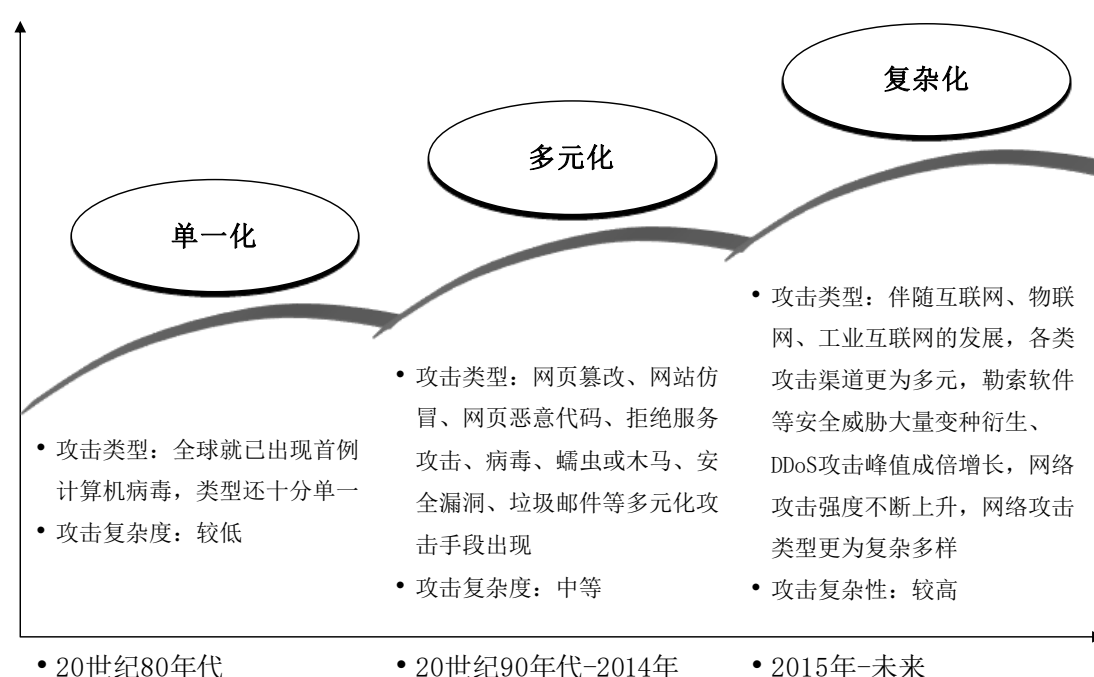 单一化
• 攻击类型：全球就已出现首例
计算机病毒，类型还十分单一
• 攻击复杂度：较低
• 20世纪80年代
多元化
• 攻击类型：网页篡改、网站仿
冒、网页恶意代码、拒绝服务
攻击、病毒、蠕虫或木马、安
全漏洞、垃圾邮件等多元化攻
击手段出现
• 攻击复杂度：中等
• 20世纪90年代-2014年
复杂化
• 攻击类型：伴随互联网、物联
网、工业互联网的发展，各类
攻击渠道更为多元，勒索软件
等安全威胁大量变种衍生、
DDoS攻击峰值成倍增长，网络
攻击强度不断上升，网络攻击
类型更为复杂多样
• 攻击复杂性：较高
• 2015年-未来